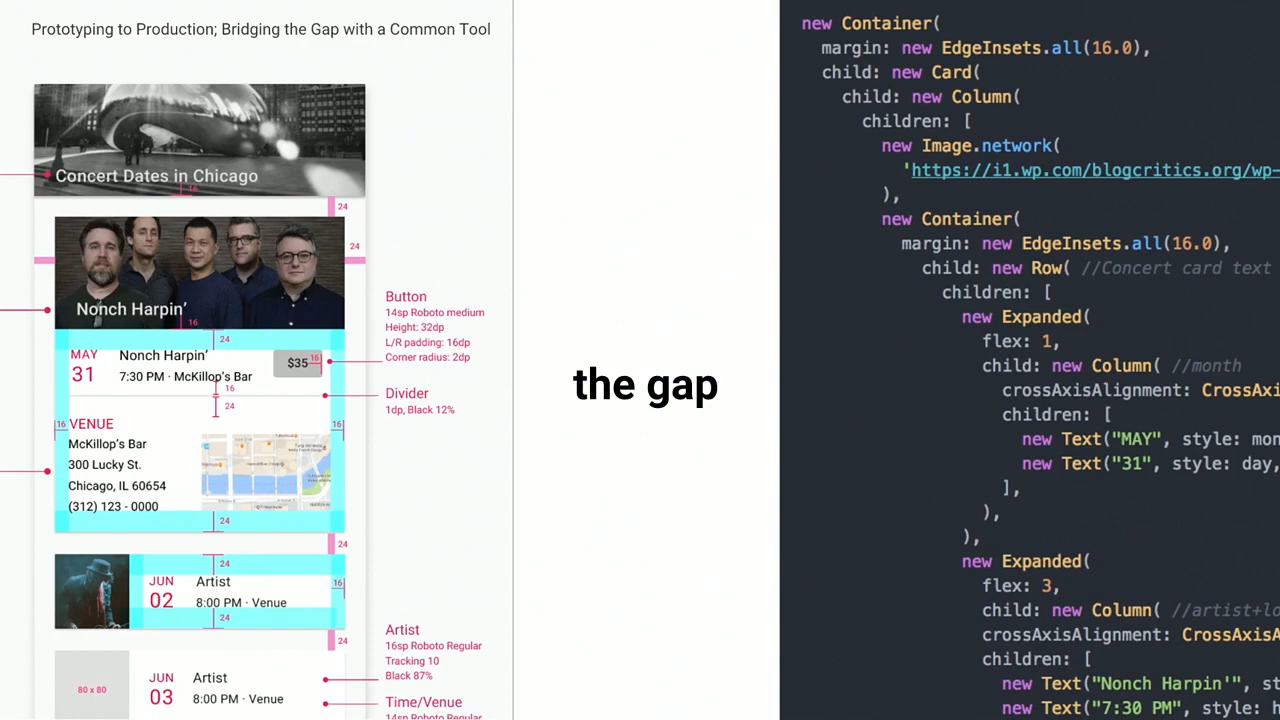 Prototyping to Production; Bridging the Gap with a Common Tool
Concert Dates in Chicago
16
24
24
Nonch Harpin'
16
24
MAY
31
Nonch Harpin'
7:30 PM · McKillop's Bar
$35
16
16
24
VENUE
16
16
McKillop's Bar
300 Lucky St.
Chicago, IL 60654
(312) 123 - 0000
24
24
24
JUN
02
Artist
8:00 PM · Venue
16
24
24
80 x 80
JUN
03
Artist
8:00 PM · Venue
Button
14sp Roboto medium
Height: 32dp
L/R padding: 16dp
Corner radius: 2dp
Divider
1dp, Black 12%
Artist
16sp Roboto Regular
Tracking 10
Black 87%
Time/Venue
14sp Roboto Regular
the gap
new Container(
margin: new EdgeInsets.all(16.0),
child: new Card(
child: new Column(
children: [
new Image.network(
'https://i1.wp.com/blogcritics.org/wp-
),
new Container(
margin: new EdgeInsets.all(16.0),
child: new Row( //Concert card text
children: [
new Expanded(
flex: 1,
child: new Column( //month
crossAxisAlignment: CrossAxi
children: [
new Text("MAY", style: mon
new Text("31", style: day,
],
),
),
new Expanded(
flex: 3,
child: new Column( //artist+lo
crossAxisAlignment: CrossAxis
children: [
new Text("Nonch Harpin'", st
new Text("7:30 PM", style: h